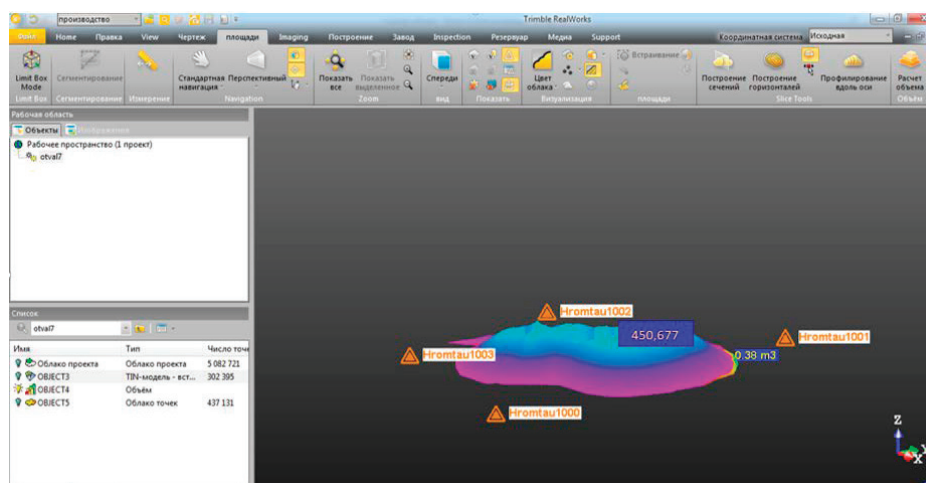 производство
Trimble RealWorks
Файл Home Правка View Чертеж площади Imaging Построение Завод Inspection Резервуар Медиа Support Координатная система Исходная
Limit Box Mode
Сегментирование
Стандартная навигация
Перспективный
Показать все
Показать выделенное
Спереди
Цвет облака
Встраивание
Построение сечений
Построение горизонталей
Профилирование вдоль оси
Расчет объема
Limit Box Сегментирование Измерение Navigation Zoom вид Показать Визуализация площади Slice Tools Объём
Рабочая область
Объекты Изображения
Рабочее пространство (1 проект)
otval7
Hromtau1002
450,677
Hromtau1001
Hromtau1003
0.38 m3
Hromtau1000
Z
X
Список
otval7
Имя Тип Число точ
Облако проекта Облако проекта 5 082 721
OBJECT3 TIN-модель - вст... 302 395
OBJECT4 Объём
OBJECT5 Облако точек 437 131